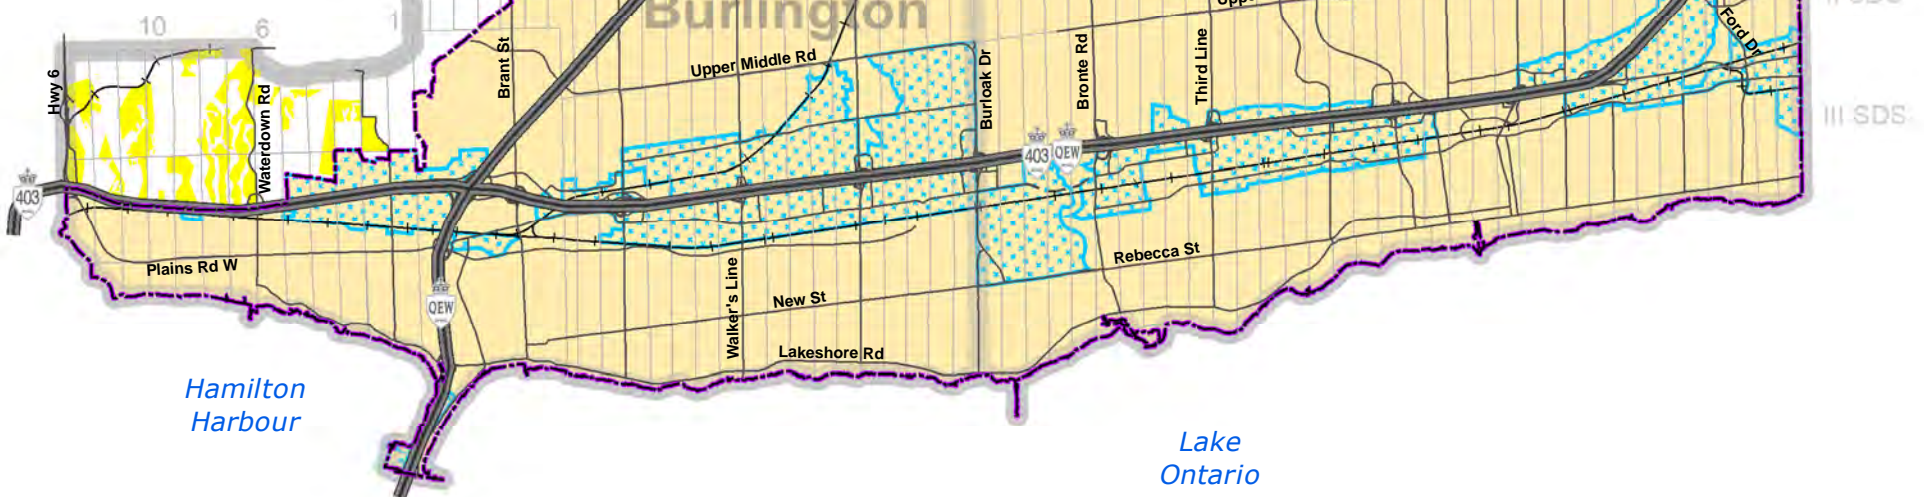 Burlington
10
6
1
Hwy 6
Waterdown Rd
Brant St
Upper Middle Rd
Burloak Dr
Bronte Rd
Third Line
Ford Dr
III SDS
403
403
QEW
Plains Rd W
QEW
Walker's Line
New St
Rebecca St
Lakeshore Rd
Hamilton
Harbour
Lake
Ontario